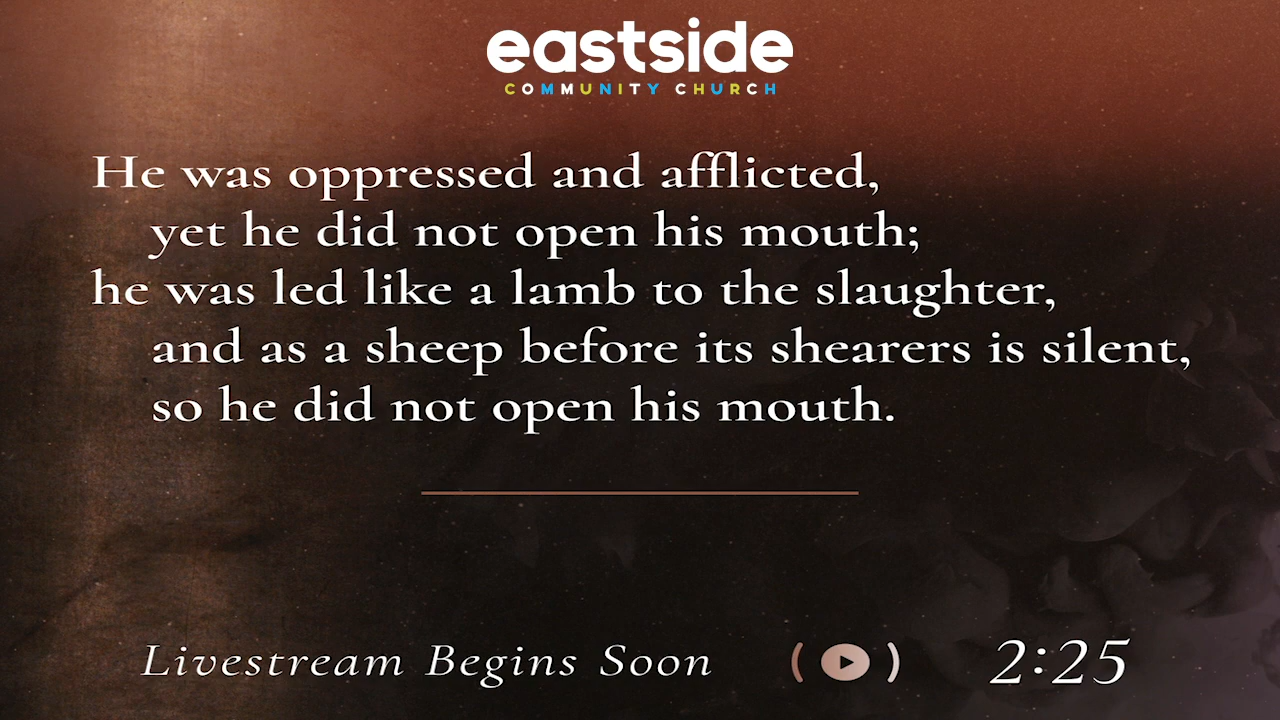 eastside
COMMUNITY CHURCH
He was oppressed and afflicted,
yet he did not open his mouth;
he was led like a lamb to the slaughter,
and as a sheep before its shearers is silent,
so he did not open his mouth.
Livestream Begins Soon
2:25